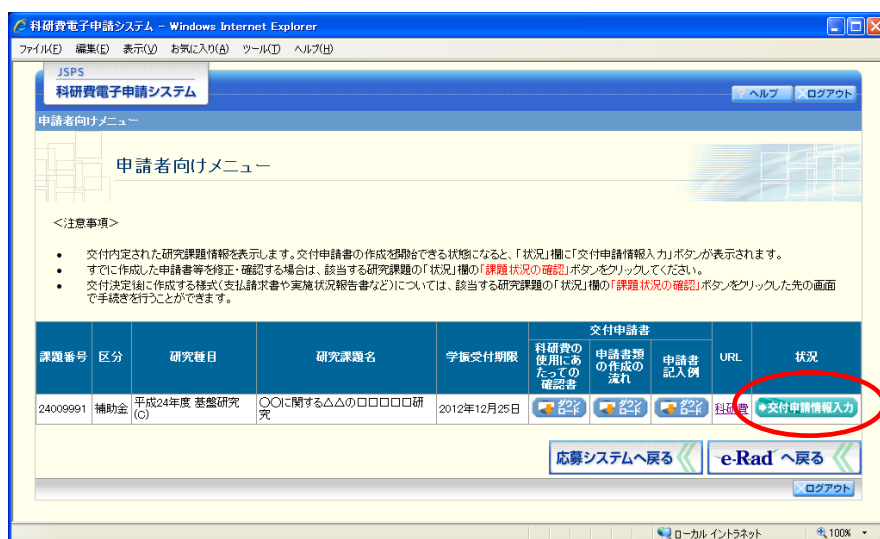 科研費電子申請システム - Windows Internet Explorer
ファイル(F) 編集(E) 表示(V) お気に入り(A) ツール(T) ヘルプ(H)
JSPS
科研費電子申請システム
ヘルプ ログアウト
申請者向けメニュー
申請者向けメニュー
＜注意事項＞
• 交付内定された研究課題情報を表示します。交付申請書の作成を開始できる状態になると、「状況」欄に「交付申請情報入力」ボタンが表示されます。
• すでに作成した申請書等を修正・確認する場合は、該当する研究課題の「状況」欄の「課題状況の確認」ボタンをクリックしてください。
• 交付決定後に作成する様式(支払請求書や実施状況報告書など)については、該当する研究課題の「状況」欄の「課題状況の確認」ボタンをクリックした先の画面
で手続きを行うことができます。
交付申請書
課題番号 区分 研究種目 研究課題名 学振受付期限 科研費の使用にあたっての確認書 申請書類の作成の流れ 申請書記入例 URL 状況
24009991 補助金 平成24年度 基盤研究(C) 〇〇に関する△△の□□□□□研究 2012年12月25日 ダウンロード ダウンロード ダウンロード 科研費 交付申請情報入力
応募システムへ戻る e-Rad へ戻る
ログアウト
ローカル イントラネット 100%